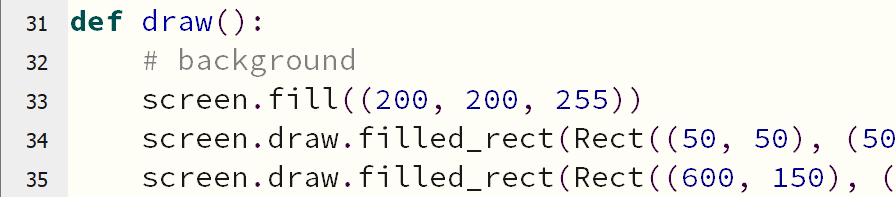 31 def draw():
32     # background
33     screen.fill((200, 200, 255))
34     screen.draw.filled_rect(Rect((50, 50), (50
35     screen.draw.filled_rect(Rect((600, 150), (